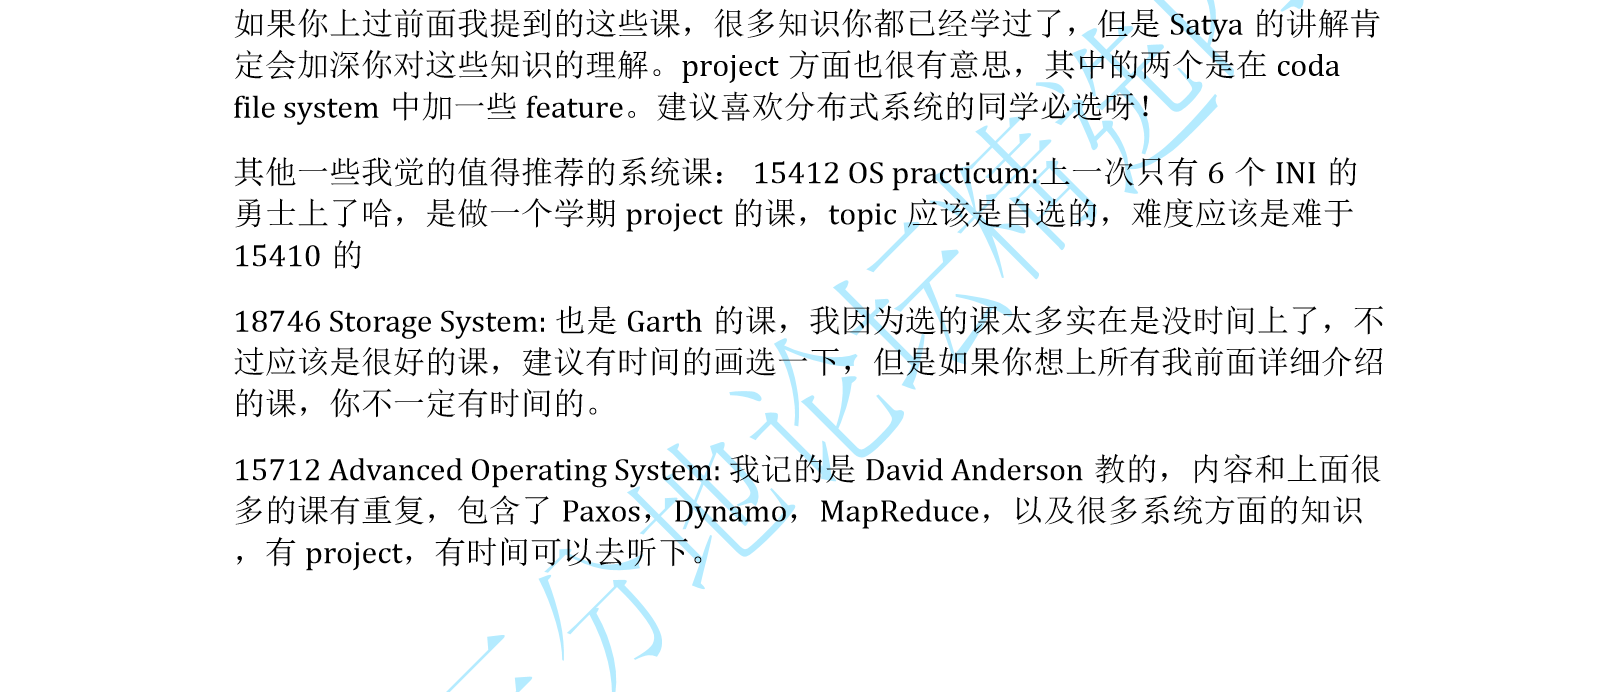 如果你上过前面我提到的这些课，很多知识你都已经学过了，但是 Satya 的讲解肯
定会加深你对这些知识的理解。project 方面也很有意思，其中的两个是在 coda
file system 中加一些 feature。建议喜欢分布式系统的同学必选呀！
其他一些我觉的值得推荐的系统课： 15412 OS practicum:上一次只有 6 个 INI 的
勇士上了哈，是做一个学期 project 的课，topic 应该是自选的，难度应该是难于
15410 的
18746 Storage System: 也是 Garth 的课，我因为选的课太多实在是没时间上了，不
过应该是很好的课，建议有时间的画选一下，但是如果你想上所有我前面详细介绍
的课，你不一定有时间的。
15712 Advanced Operating System: 我记的是 David Anderson 教的，内容和上面很
多的课有重复，包含了 Paxos，Dynamo，MapReduce，以及很多系统方面的知识
，有 project，有时间可以去听下。
分地论坛精选